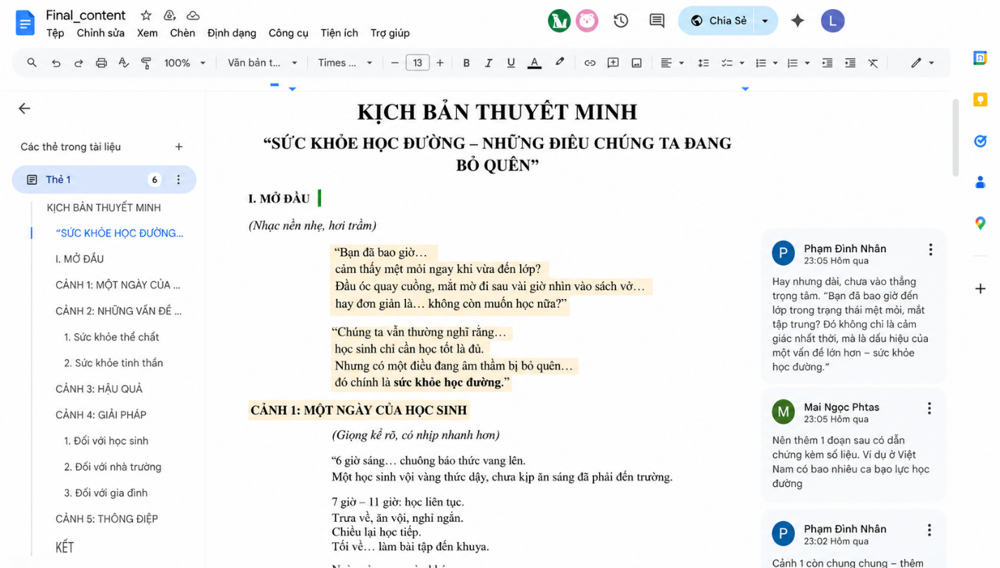 Final_content
Tệp Chỉnh sửa Xem Chèn Định dạng Công cụ Tiện ích Trợ giúp
Chia Sẻ
L
100% Văn bản t... Times ... 13 B I U A
Các thẻ trong tài liệu
Thẻ 1 6
KỊCH BẢN THUYẾT MINH
“SỨC KHỎE HỌC ĐƯỜNG...
I. MỞ ĐẦU
CẢNH 1: MỘT NGÀY CỦA ...
CẢNH 2: NHỮNG VẤN ĐỀ ...
1. Sức khỏe thể chất
2. Sức khỏe tinh thần
CẢNH 3: HẬU QUẢ
CẢNH 4: GIẢI PHÁP
1. Đối với học sinh
2. Đối với nhà trường
3. Đối với gia đình
CẢNH 5: THÔNG ĐIỆP
KẾT
KỊCH BẢN THUYẾT MINH
“SỨC KHỎE HỌC ĐƯỜNG – NHỮNG ĐIỀU CHÚNG TA ĐANG
BỎ QUÊN”
I. MỞ ĐẦU
(Nhạc nền nhẹ, hơi trầm)
“Bạn đã bao giờ…
cảm thấy mệt mỏi ngay khi vừa đến lớp?
Đầu óc quay cuồng, mắt mờ đi sau vài giờ nhìn vào sách vở…
hay đơn giản là… không còn muốn học nữa?”
“Chúng ta vẫn thường nghĩ rằng…
học sinh chỉ cần học tốt là đủ.
Nhưng có một điều đang âm thầm bị bỏ quên…
đó chính là sức khỏe học đường.”
CẢNH 1: MỘT NGÀY CỦA HỌC SINH
(Giọng kể rõ, có nhịp nhanh hơn)
“6 giờ sáng… chuông báo thức vang lên.
Một học sinh vội vàng thức dậy, chưa kịp ăn sáng đã phải đến trường.
7 giờ – 11 giờ: học liên tục.
Trưa về, ăn vội, nghỉ ngắn.
Chiều lại học tiếp.
Tối về… làm bài tập đến khuya.
P
Phạm Đình Nhân
23:05 Hôm qua
Hay nhưng dài, chưa vào thẳng
trọng tâm. “Bạn đã bao giờ đến
lớp trong trạng thái mệt mỏi, mất
tập trung? Đó không chỉ là cảm
giác nhất thời, mà là dấu hiệu của
một vấn đề lớn hơn – sức khỏe
học đường.”
M
Mai Ngọc Phtas
23:05 Hôm qua
Nên thêm 1 đoạn sau có dẫn
chứng kèm số liệu. Ví dụ ở Việt
Nam có bao nhiêu ca bạo lực học
đường
P
Phạm Đình Nhân
23:02 Hôm qua
Cảnh 1 còn chung chung – thêm